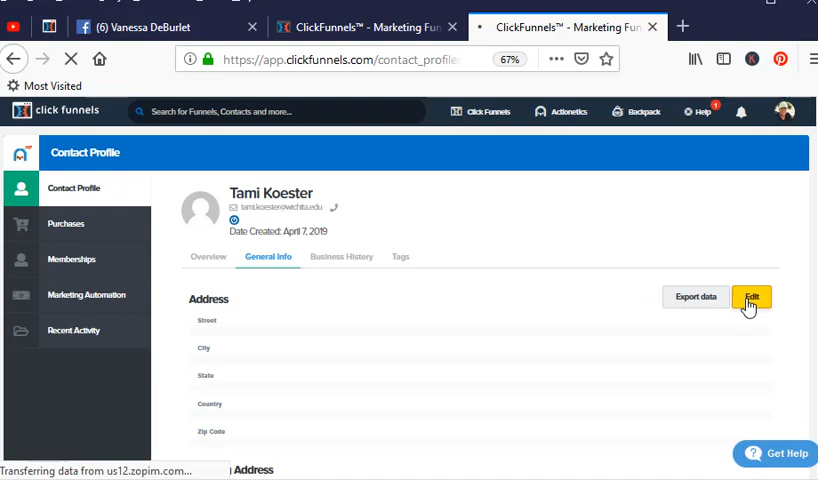 (6) Vanessa DeBurlet
ClickFunnels™ - Marketing Fun
ClickFunnels™ - Marketing Fun
https://app.clickfunnels.com/contact_profiles
67%
Most Visited
click funnels
Search for Funnels, Contacts and more...
Click Funnels
Actionetics
Backpack
Help
1
Contact Profile
Contact Profile
Purchases
Memberships
Marketing Automation
Recent Activity
Tami Koester
tami.koester@wichita.edu
Date Created: April 7, 2019
Overview
General Info
Business History
Tags
Address
Export data
Edit
Street
City
State
Country
Zip Code
Address
Get Help
Transferring data from us12.zopim.com...